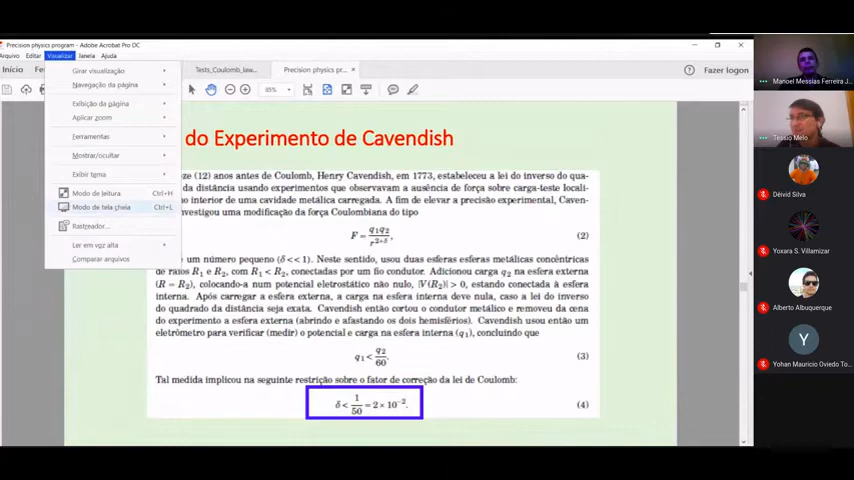 Precision physics program - Adobe Acrobat Pro DC
Arquivo Editar Visualizar Janela Ajuda
Início
Tests_Coulomb_law...
Precision physics pr... ×
Fazer logon
85%
Girar visualização
Navegação da página
Exibição da página
Aplicar zoom
Ferramentas
Mostrar/ocultar
Exibir tema
Modo de leitura Ctrl+H
Modo de tela cheia Ctrl+L
Rastreador...
Ler em voz alta
Comparar arquivos
do Experimento de Cavendish
oze (12) anos antes de Coulomb, Henry Cavendish, em 1773, estabeleceu a lei do inverso do qua-
da distância usando experimentos que observavam a ausência de força sobre carga-teste locali-
interior de uma cavidade metálica carregada. A fim de elevar a precisão experimental, Caven-
nvestigou uma modificação da força Coulombiana do tipo
F = q₁q₂ / r^{2+δ}, (2)
é um número pequeno (δ << 1). Neste sentido, usou duas esferas esferas metálicas concêntricas
de raios R₁ e R₂, com R₁ < R₂, conectadas por um fio condutor. Adicionou carga q₂ na esfera externa
(R = R₂), colocando-a num potencial eletrostático não nulo, |V(R₂)| > 0, estando conectada à esfera
interna. Após carregar a esfera externa, a carga na esfera interna deve nula, caso a lei do inverso
do quadrado da distância seja exata. Cavendish então cortou o condutor metálico e removeu da cena
do experimento a esfera externa (abrindo e afastando os dois hemisférios). Cavendish usou então um
eletrômetro para verificar (medir) o potencial e carga na esfera interna (q₁), concluindo que
q₁ < q₂/60. (3)
Tal medida implicou na seguinte restrição sobre o fator de correção da lei de Coulomb:
δ < 1/50 = 2 × 10⁻². (4)
Manoel Messias Ferreira J
Tessio Melo
Déivid Silva
Yoxara S. Villamizar
Alberto Albuquerque
Y
Yohan Mauricio Oviedo To